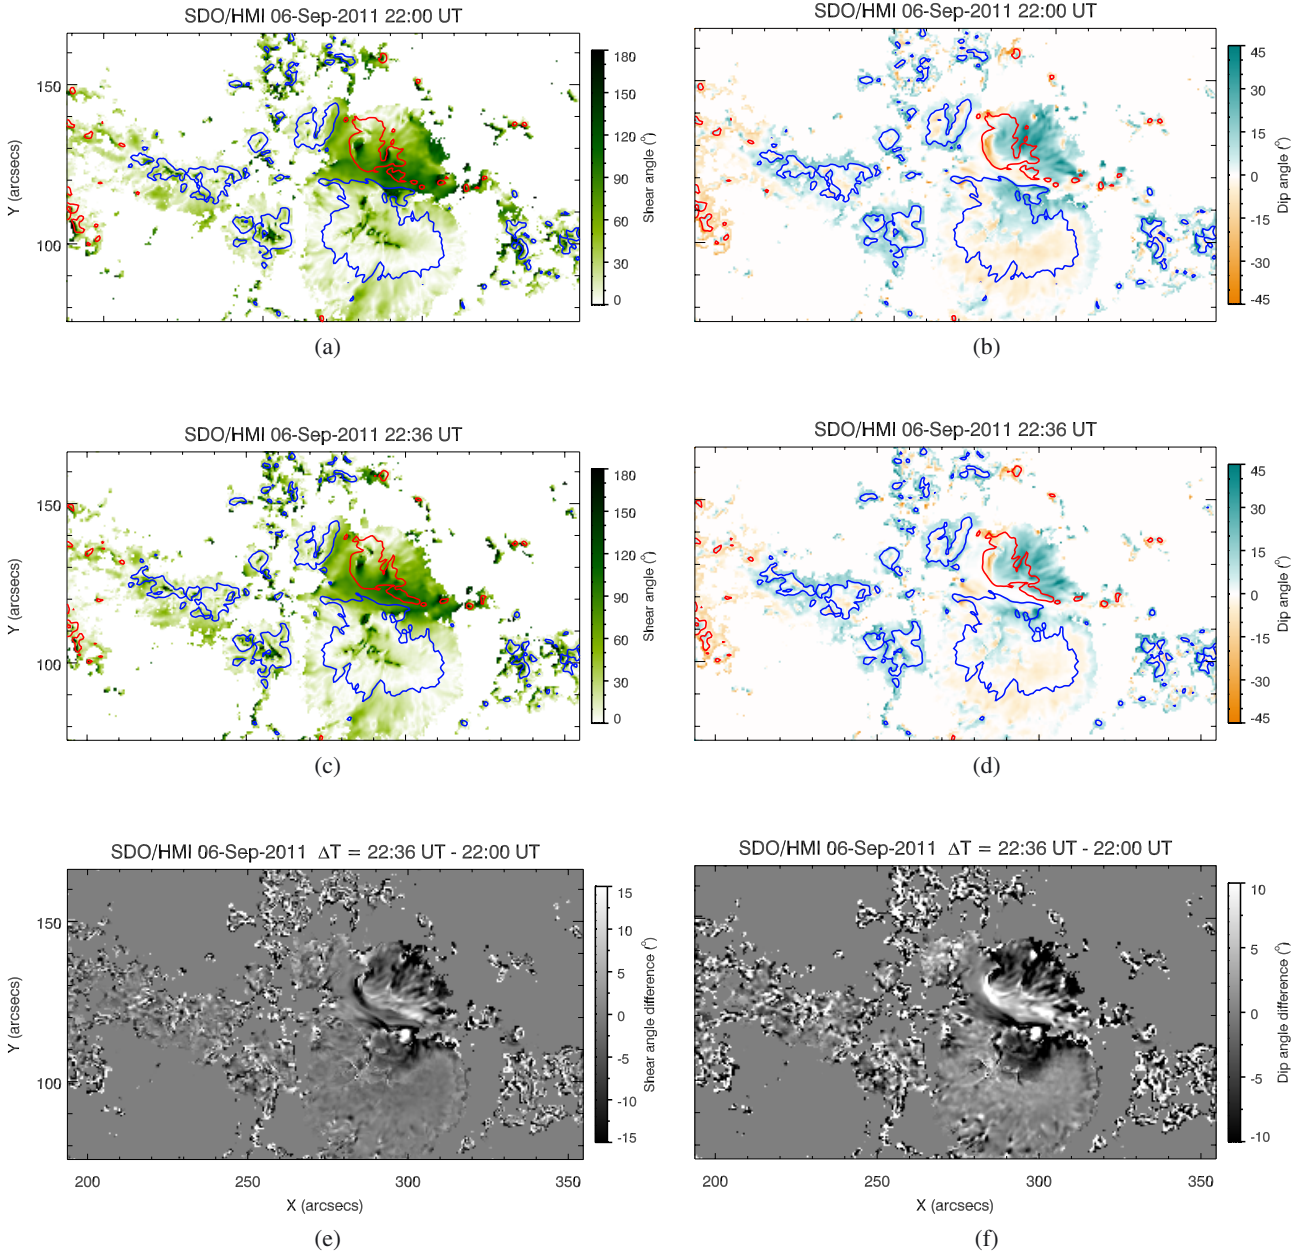 SDO/HMI 06-Sep-2011 22:00 UT
SDO/HMI 06-Sep-2011 22:00 UT
150
100
Y (arcsecs)
180
150
120
90
60
30
0
Shear angle (°)
45
30
15
0
-15
-30
-45
Dip angle (°)
(a)
(b)
SDO/HMI 06-Sep-2011 22:36 UT
SDO/HMI 06-Sep-2011 22:36 UT
150
100
Y (arcsecs)
180
150
120
90
60
30
0
Shear angle (°)
45
30
15
0
-15
-30
-45
Dip angle (°)
(c)
(d)
SDO/HMI 06-Sep-2011 ΔT = 22:36 UT - 22:00 UT
SDO/HMI 06-Sep-2011 ΔT = 22:36 UT - 22:00 UT
150
100
Y (arcsecs)
15
10
5
0
-5
-10
-15
Shear angle difference (°)
10
5
0
-5
-10
Dip angle difference (°)
200 250 300 350
X (arcsecs)
200 250 300 350
X (arcsecs)
(e)
(f)